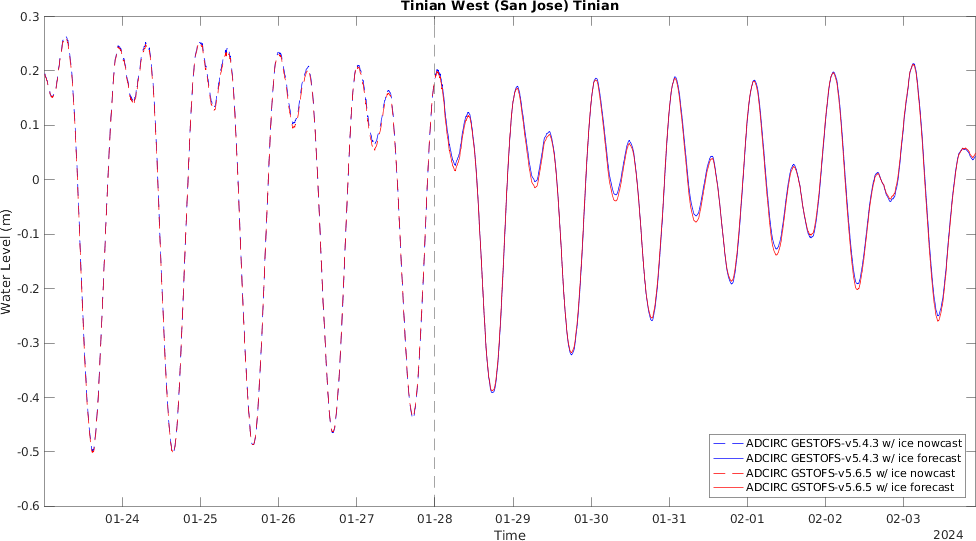 Tinian West (San Jose) Tinian
0.3
0.2
0.1
0
-0.1
-0.2
-0.3
-0.4
-0.5
-0.6
Water Level (m)
ADCIRC GESTOFS-v5.4.3 w/ ice nowcast
ADCIRC GESTOFS-v5.4.3 w/ ice forecast
ADCIRC GSTOFS-v5.6.5 w/ ice nowcast
ADCIRC GSTOFS-v5.6.5 w/ ice forecast
01-24 01-25 01-26 01-27 01-28 01-29 01-30 01-31 02-01 02-02 02-03
Time
2024